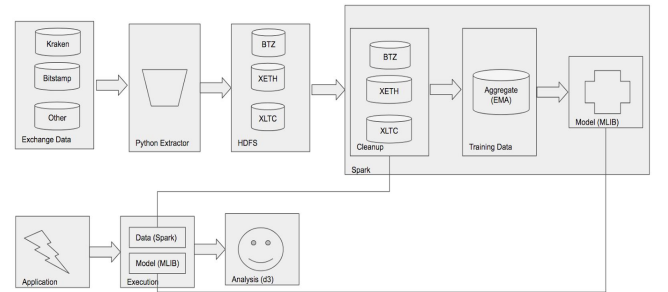 Kraken
Bitstamp
Other
Exchange Data
Python Extractor
BTZ
XETH
XLTC
HDFS
BTZ
XETH
XLTC
Cleanup
Aggregate
(EMA)
Training Data
Model (MLIB)
Spark
Application
Data (Spark)
Model (MLIB)
Execution
Analysis (d3)